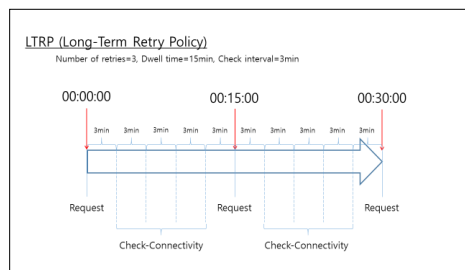 LTRP (Long-Term Retry Policy)
Number of retries=3, Dwell time=15min, Check interval=3min
00:00:00 00:15:00 00:30:00
3min 3min 3min 3min 3min 3min 3min 3min 3min 3min
Request Request Request
Check-Connectivity Check-Connectivity